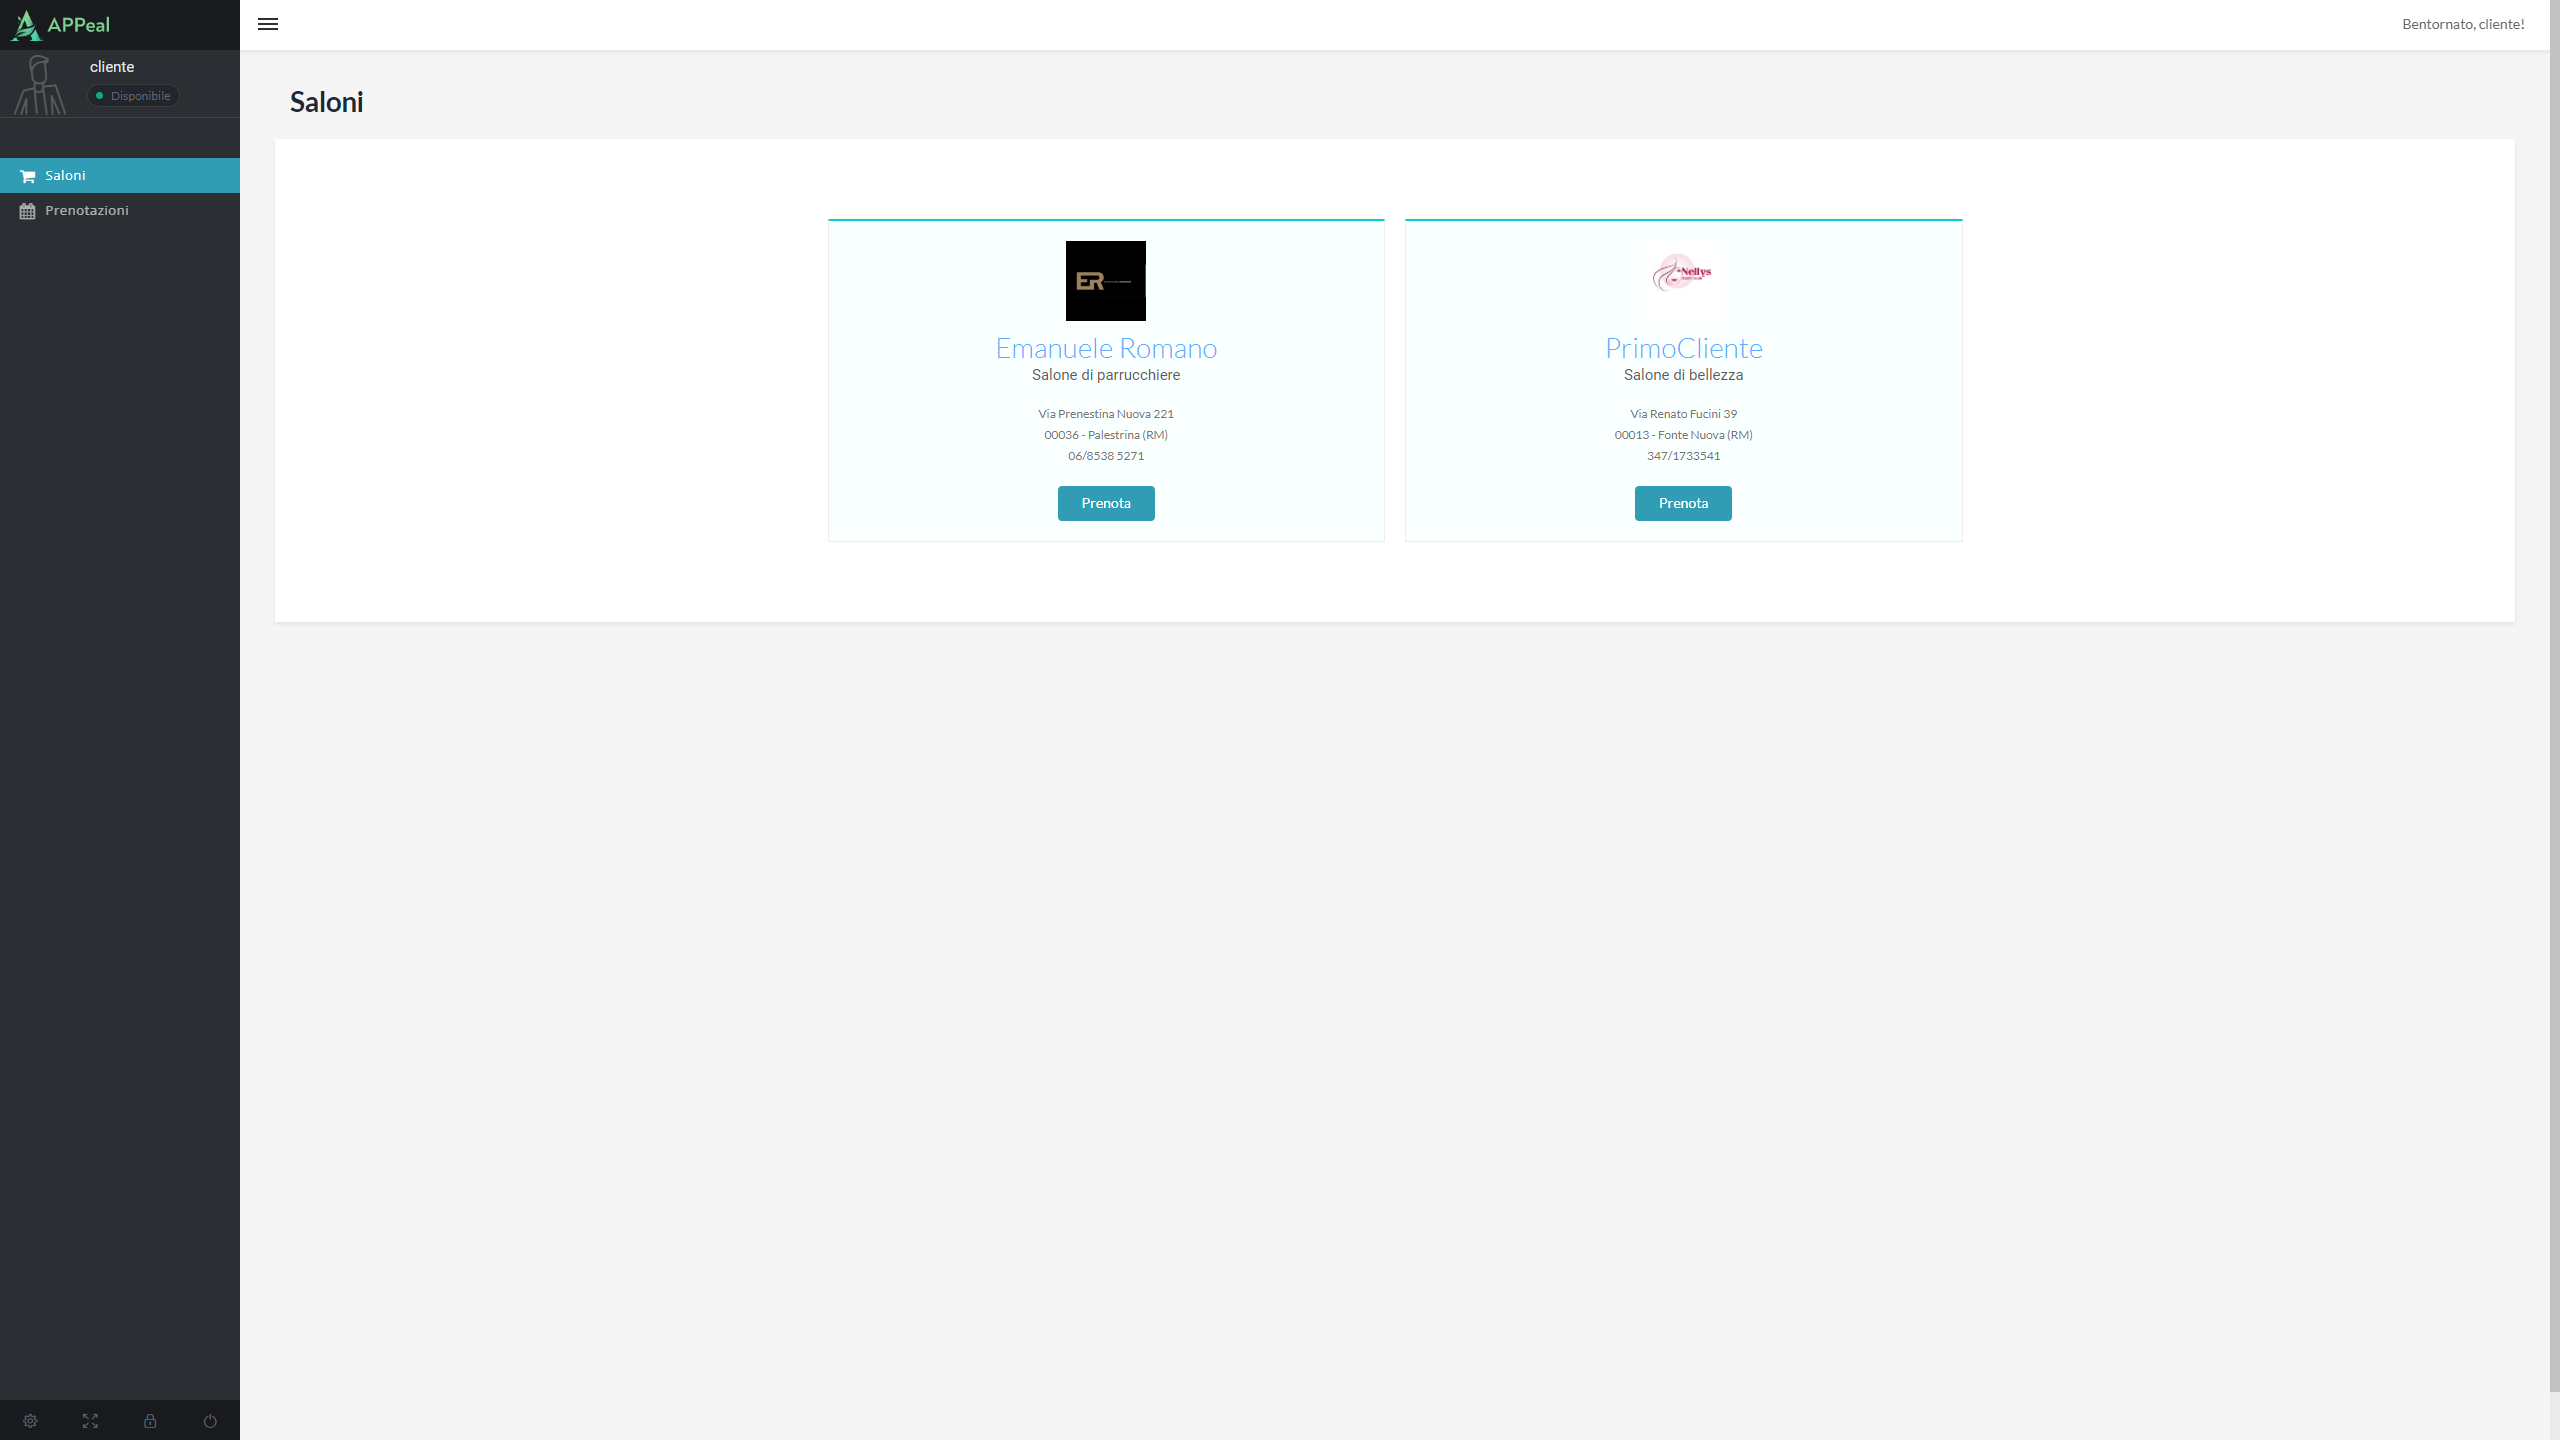 APPeal
Bentornato, cliente!
cliente
Disponibile
Saloni
Saloni
Prenotazioni
ER
Emanuele Romano
Salone di parrucchiere
Via Prenestina Nuova 221
00036 - Palestrina (RM)
06/8538 5271
Prenota
Nellys
PrimoCliente
Salone di bellezza
Via Renato Fucini 39
00013 - Fonte Nuova (RM)
347/1733541
Prenota